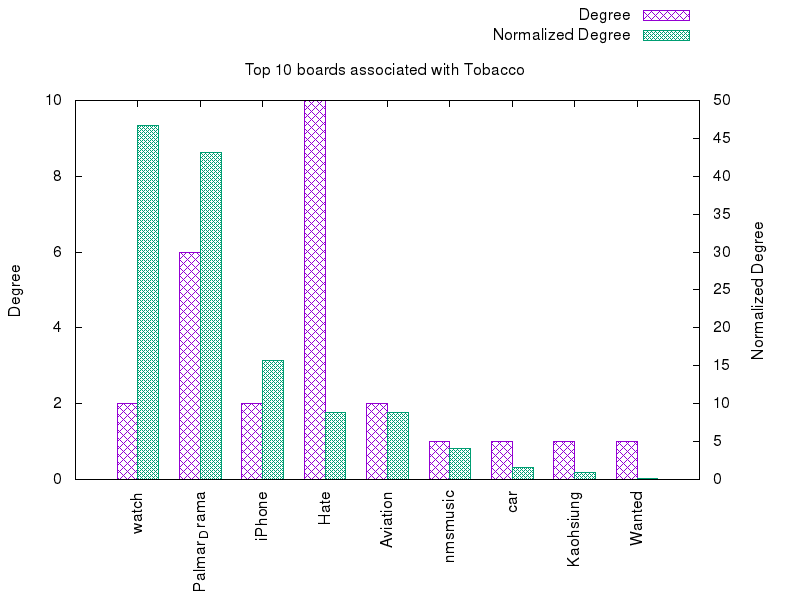 Degree
Normalized Degree
Top 10 boards associated with Tobacco
10
8
6
4
2
0
50
45
40
35
30
25
20
15
10
5
0
Degree
Normalized Degree
watch
Palmar_Drama
iPhone
Hate
Aviation
nmsmusic
car
Kaohsiung
Wanted